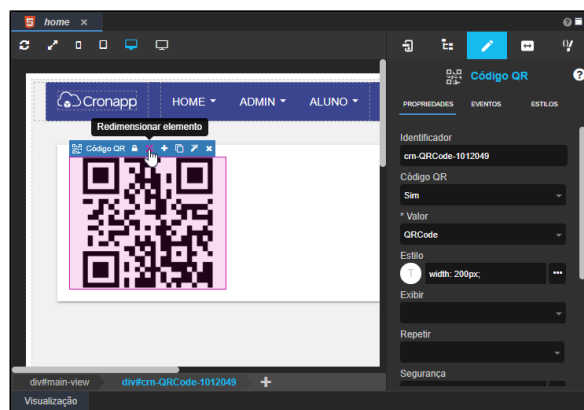 home ×
Código QR
PROPRIEDADES EVENTOS ESTILOS
Cronapp HOME ADMIN ALUNO
Redimensionar elemento
Código QR
Identificador
crn-QRCode-1012049
Código QR
Sim
* Valor
QRCode
Estilo
T width: 200px; •••
Exibir
Repetir
Segurança
div#main-view div#crn-QRCode-1012049 +
Visualização